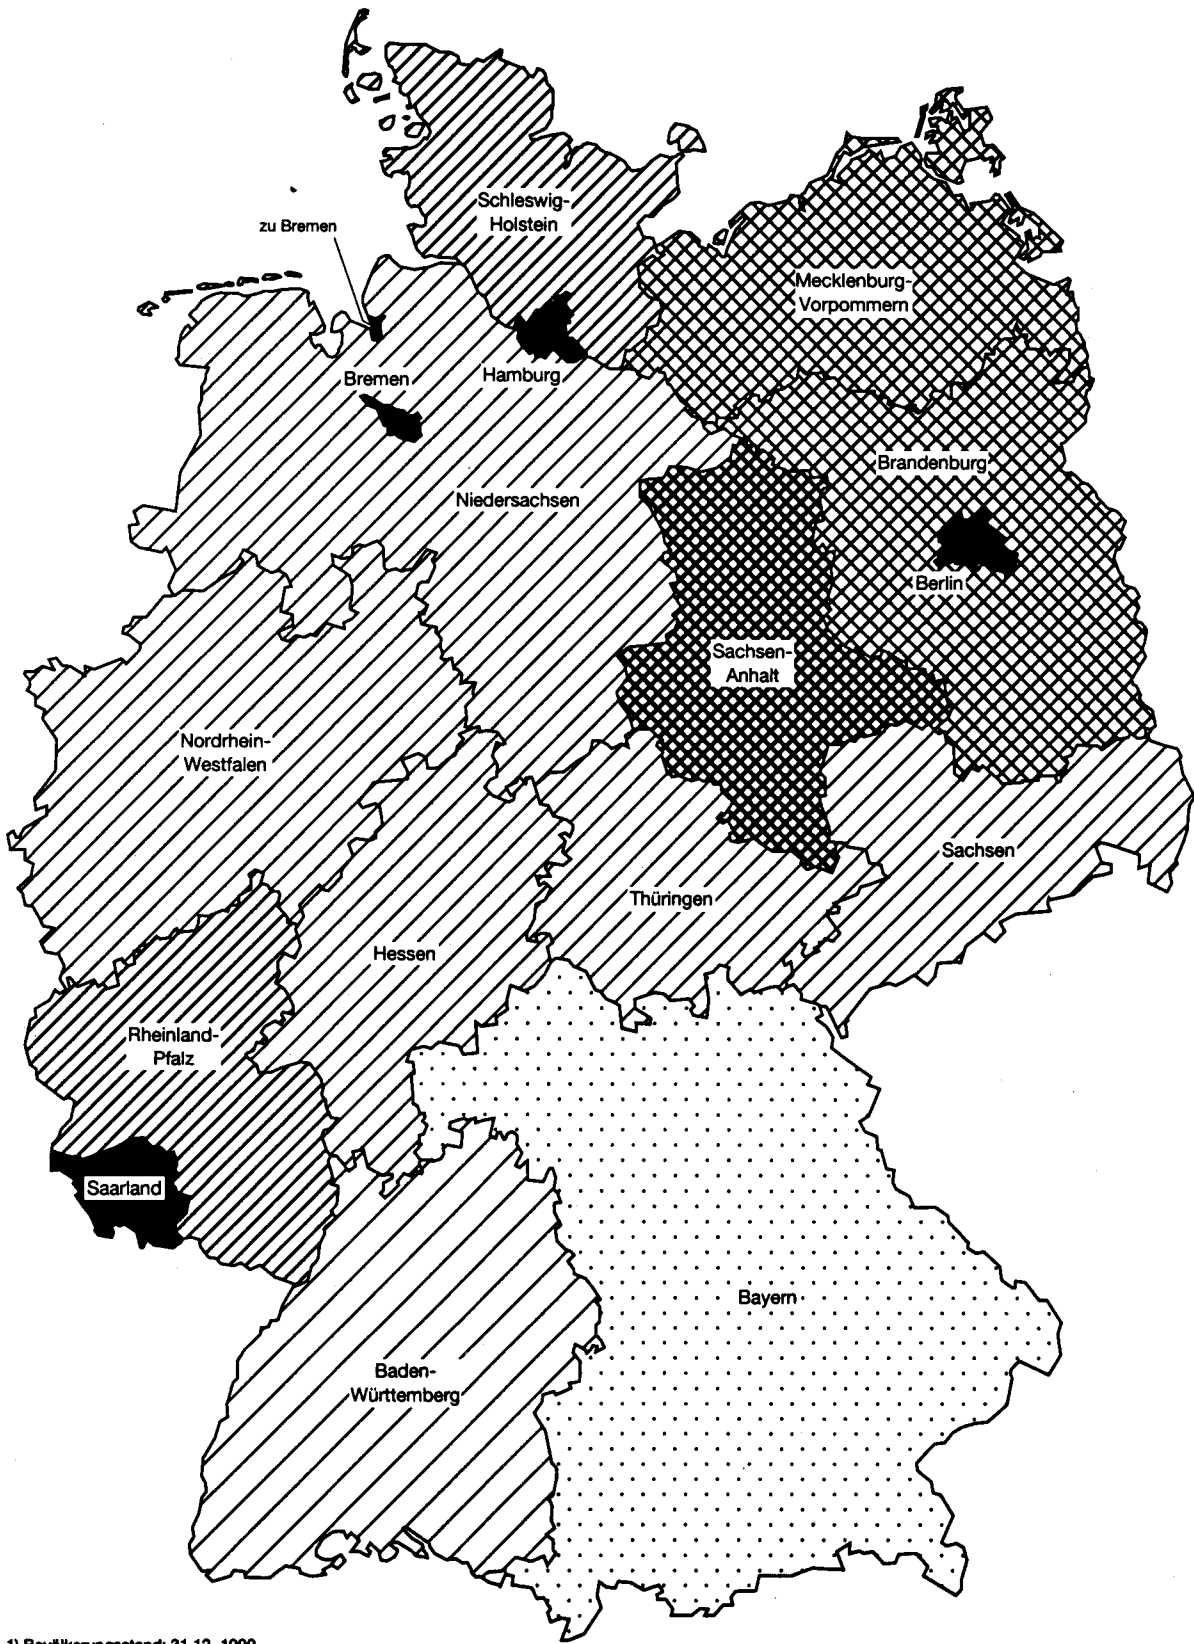 Schleswig-
Holstein
zu Bremen
Mecklenburg-
Vorpommern
Bremen
Hamburg
Brandenburg
Niedersachsen
Berlin
Sachsen-
Anhalt
Nordrhein-
Westfalen
Sachsen
Thüringen
Hessen
Rheinland-
Pfalz
Saarland
Bayern
Baden-
Württemberg